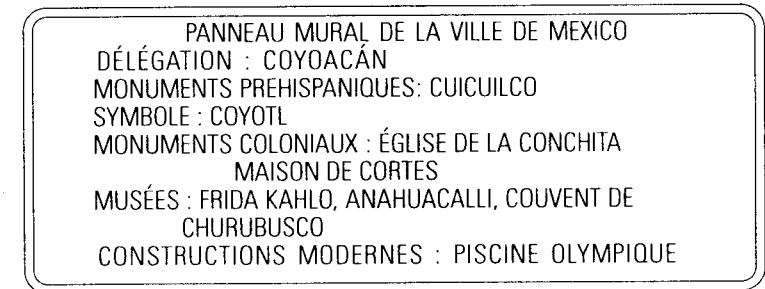 PANNEAU MURAL DE LA VILLE DE MEXICO
DÉLÉGATION : COYOACÁN
MONUMENTS PREHISPANIQUES: CUICUILCO
SYMBOLE : COYOTL
MONUMENTS COLONIAUX : ÉGLISE DE LA CONCHITA
MAISON DE CORTES
MUSÉES : FRIDA KAHLO, ANAHUACALLI, COUVENT DE
CHURUBUSCO
CONSTRUCTIONS MODERNES : PISCINE OLYMPIQUE